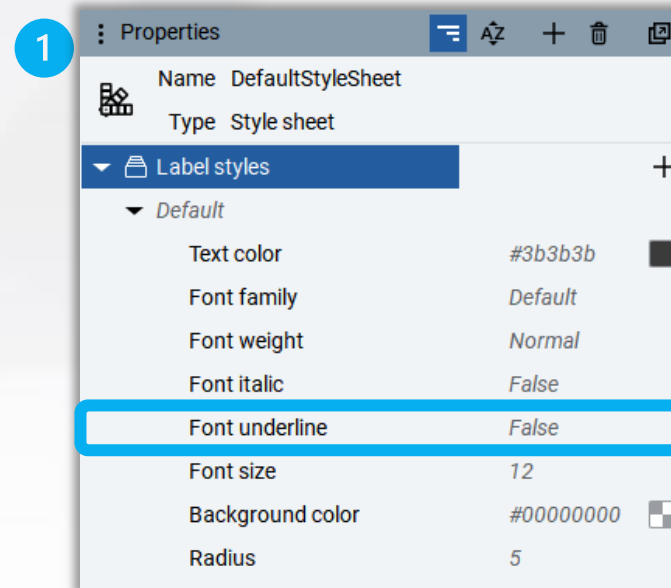 1
Properties
Name DefaultStyleSheet
Type Style sheet
Label styles
Default
Text color #3b3b3b
Font family Default
Font weight Normal
Font italic False
Font underline False
Font size 12
Background color #00000000
Radius 5